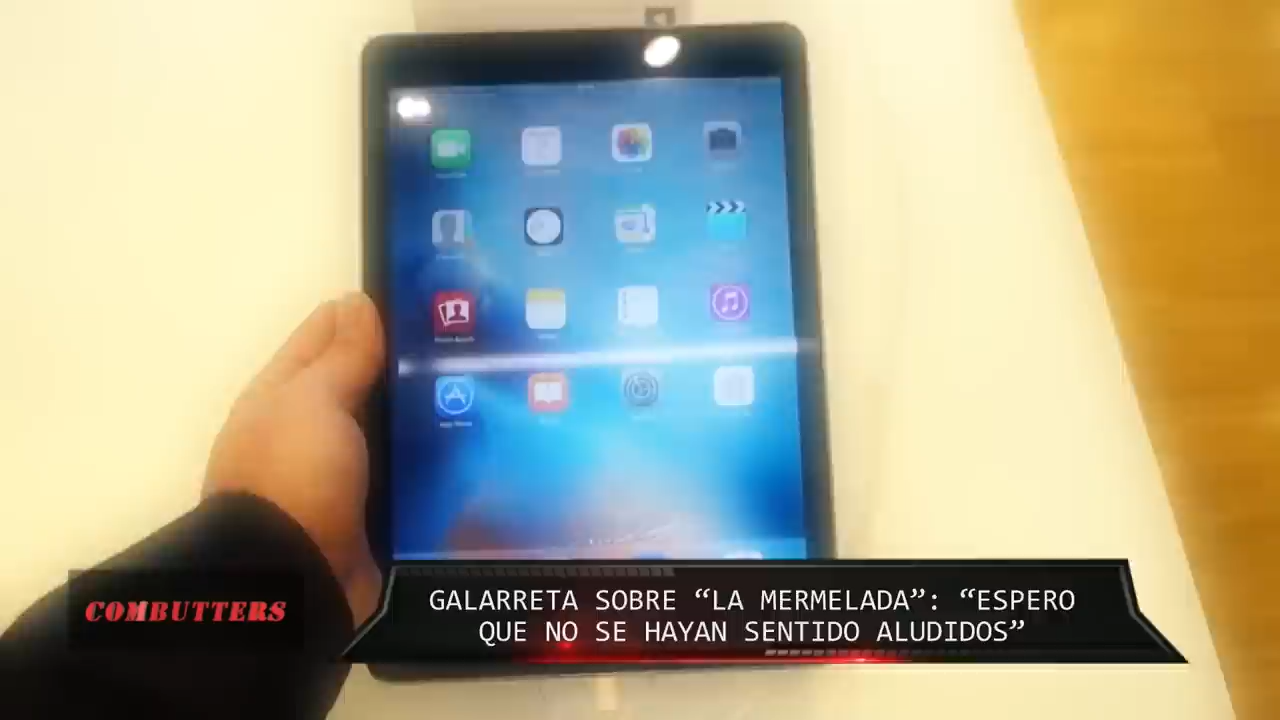 COMBUTTERS
GALARRETA SOBRE “LA MERMELADA”: “ESPERO
QUE NO SE HAYAN SENTIDO ALUDIDOS”